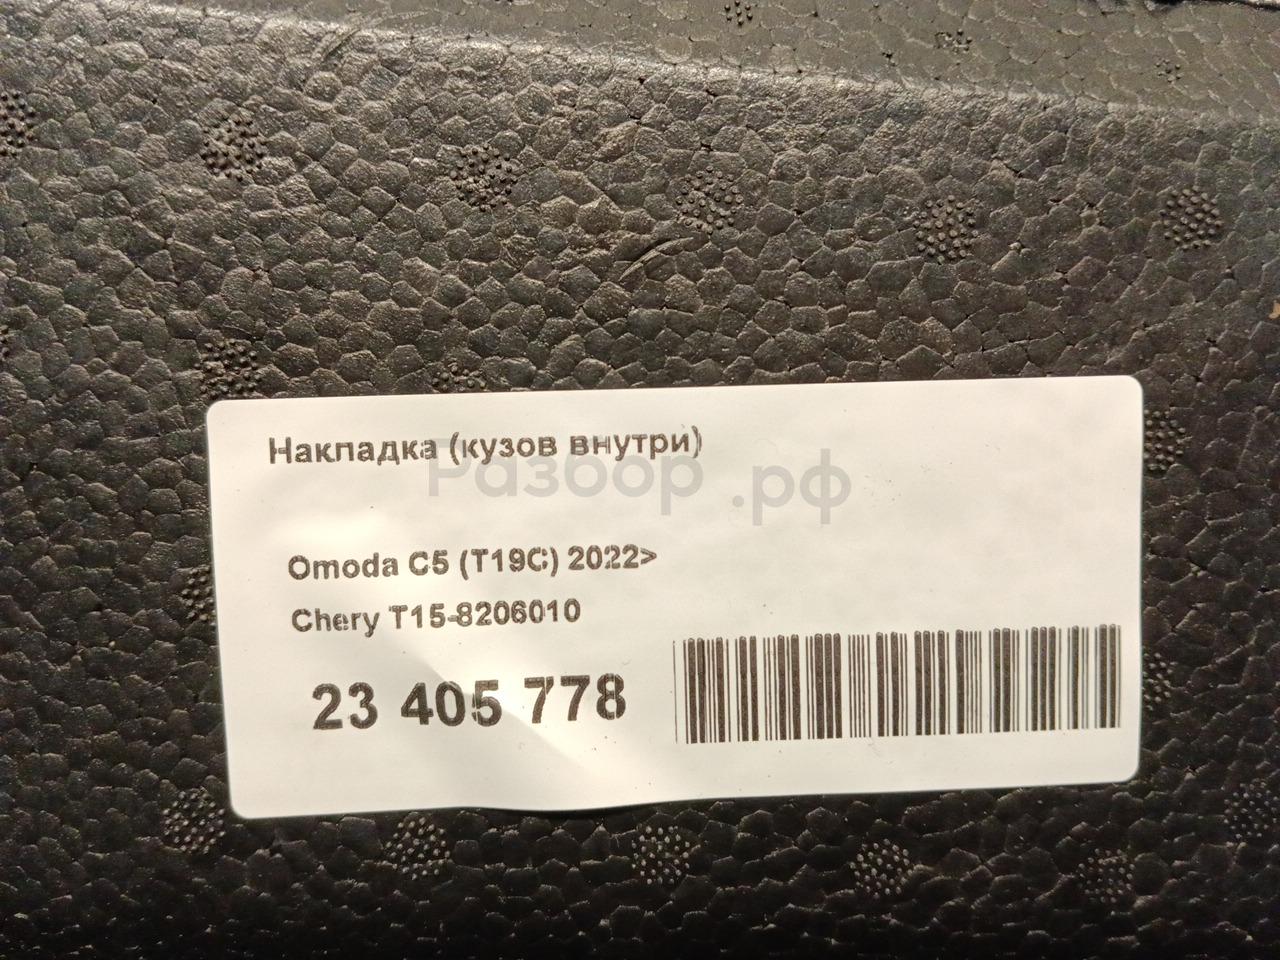 Накладка (кузов внутри)
Разбор.рф
Omoda C5 (T19C) 2022>
Chery T15-8206010
23 405 778